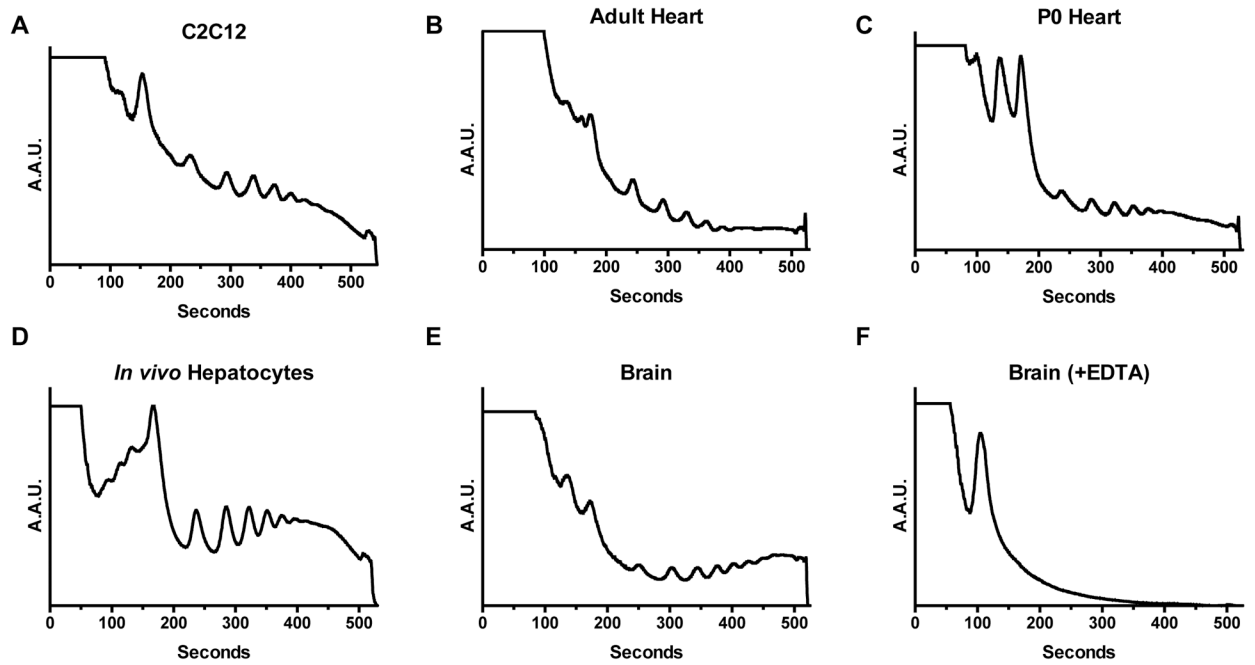 A
C2C12
A.A.U.
0 100 200 300 400 500
Seconds
B
Adult Heart
A.A.U.
0 100 200 300 400 500
Seconds
C
P0 Heart
A.A.U.
0 100 200 300 400 500
Seconds
D
In vivo Hepatocytes
A.A.U.
0 100 200 300 400 500
Seconds
E
Brain
A.A.U.
0 100 200 300 400 500
Seconds
F
Brain (+EDTA)
A.A.U.
0 100 200 300 400 500
Seconds